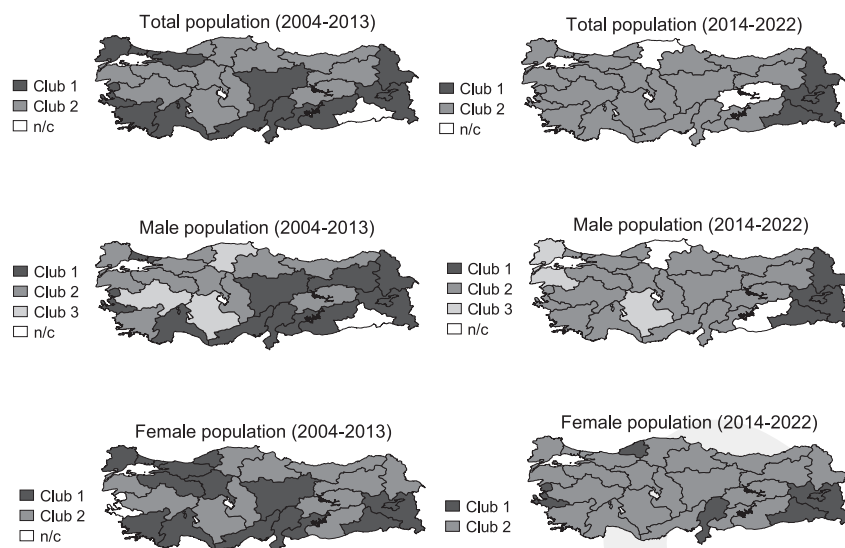 Total population (2004-2013)
Club 1
Club 2
n/c
Total population (2014-2022)
Club 1
Club 2
n/c
Male population (2004-2013)
Club 1
Club 2
Club 3
n/c
Male population (2014-2022)
Club 1
Club 2
Club 3
n/c
Female population (2004-2013)
Club 1
Club 2
n/c
Female population (2014-2022)
Club 1
Club 2